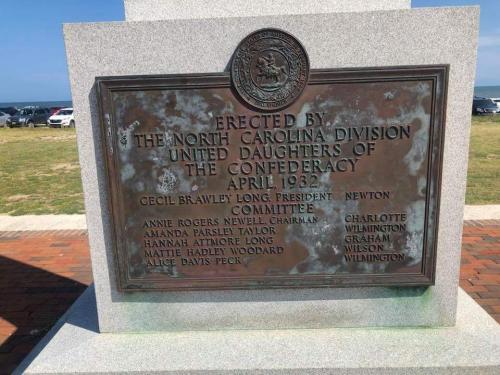 ERECTED BY
THE NORTH CAROLINA DIVISION
UNITED DAUGHTERS OF
THE CONFEDERACY
APRIL 1932
CECIL BRAWLEY LONG, PRESIDENT NEWTON
COMMITTEE
ANNIE ROGERS NEWELL, CHAIRMAN CHARLOTTE
AMANDA PARSLEY TAYLOR WILMINGTON
HANNAH ATTMORE LONG GRAHAM
MATTIE HADLEY WOODARD WILSON
ALICE DAVIS PECK WILMINGTON